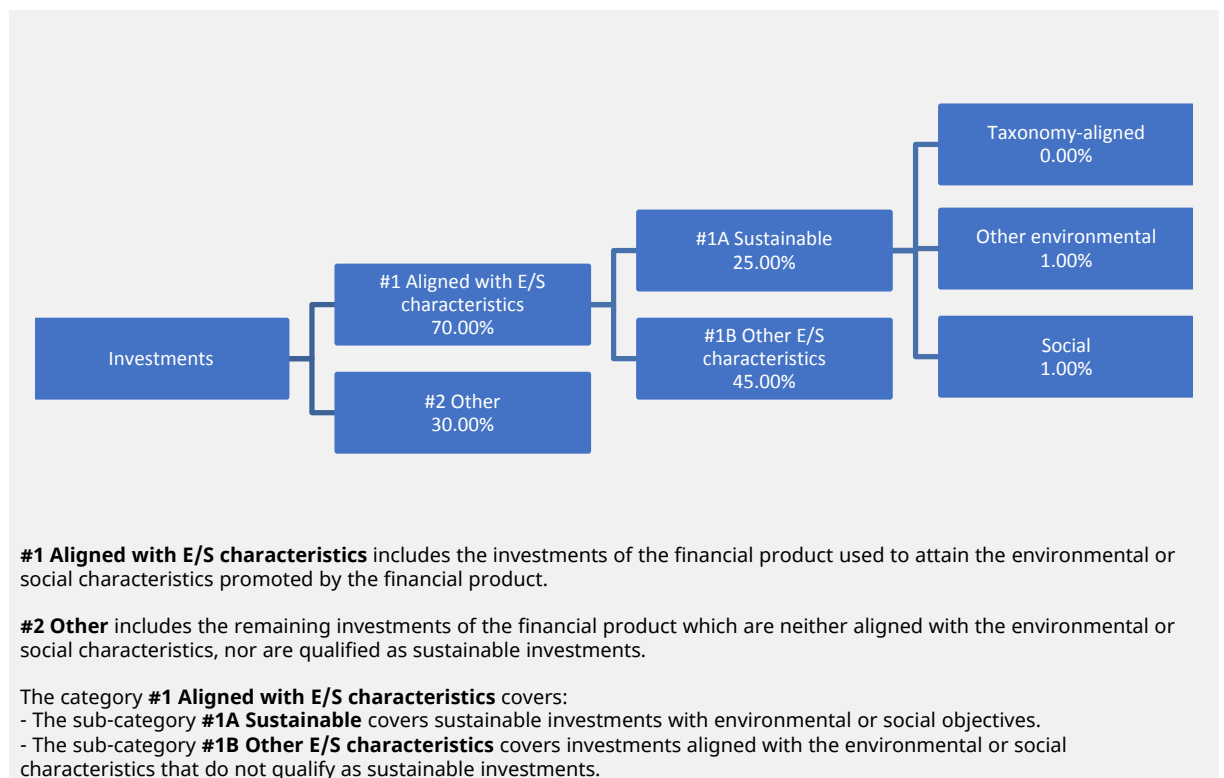 Taxonomy-aligned
0.00%
#1A Sustainable
25.00%
Other environmental
1.00%
#1 Aligned with E/S
characteristics
70.00%
Investments
#1B Other E/S
characteristics
45.00%
Social
1.00%
#2 Other
30.00%
#1 Aligned with E/S characteristics includes the investments of the financial product used to attain the environmental or
social characteristics promoted by the financial product.
#2 Other includes the remaining investments of the financial product which are neither aligned with the environmental or
social characteristics, nor are qualified as sustainable investments.
The category #1 Aligned with E/S characteristics covers:
- The sub-category #1A Sustainable covers sustainable investments with environmental or social objectives.
- The sub-category #1B Other E/S characteristics covers investments aligned with the environmental or social
characteristics that do not qualify as sustainable investments.